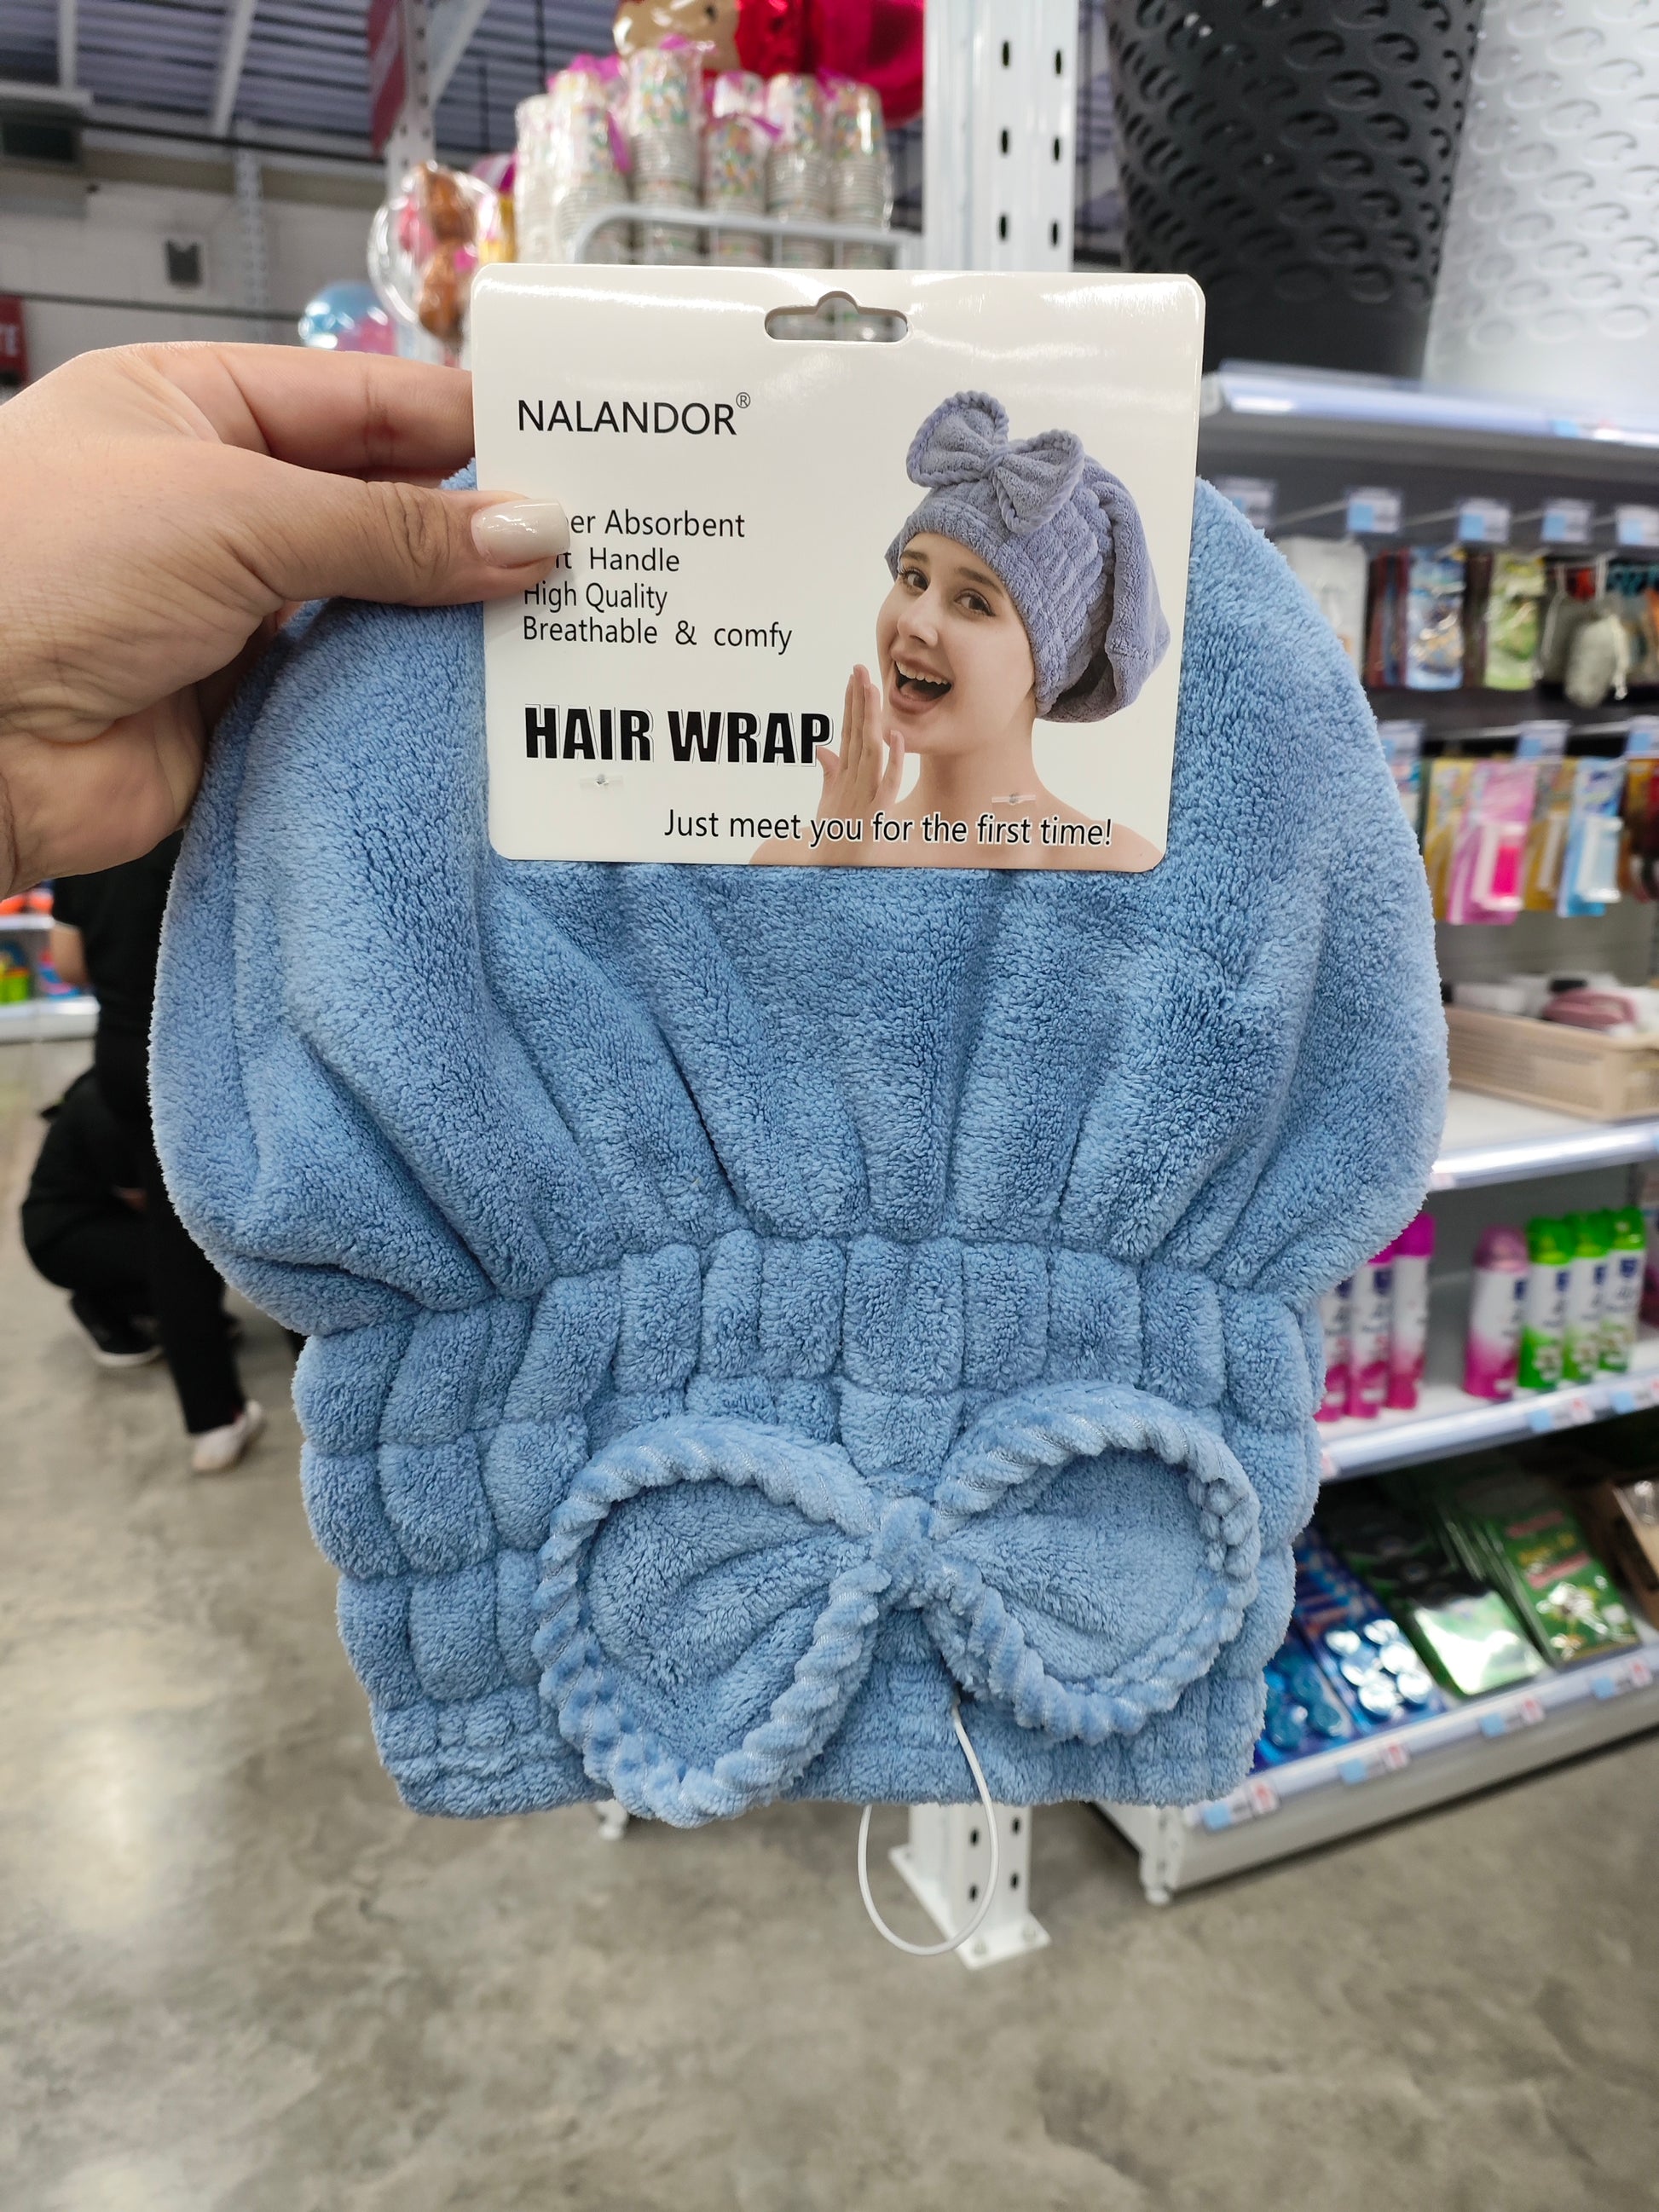 NALANDOR®
er Absorbent
Handle
High Quality
Breathable & comfy
HAIR WRAP
Just meet you for the first time!